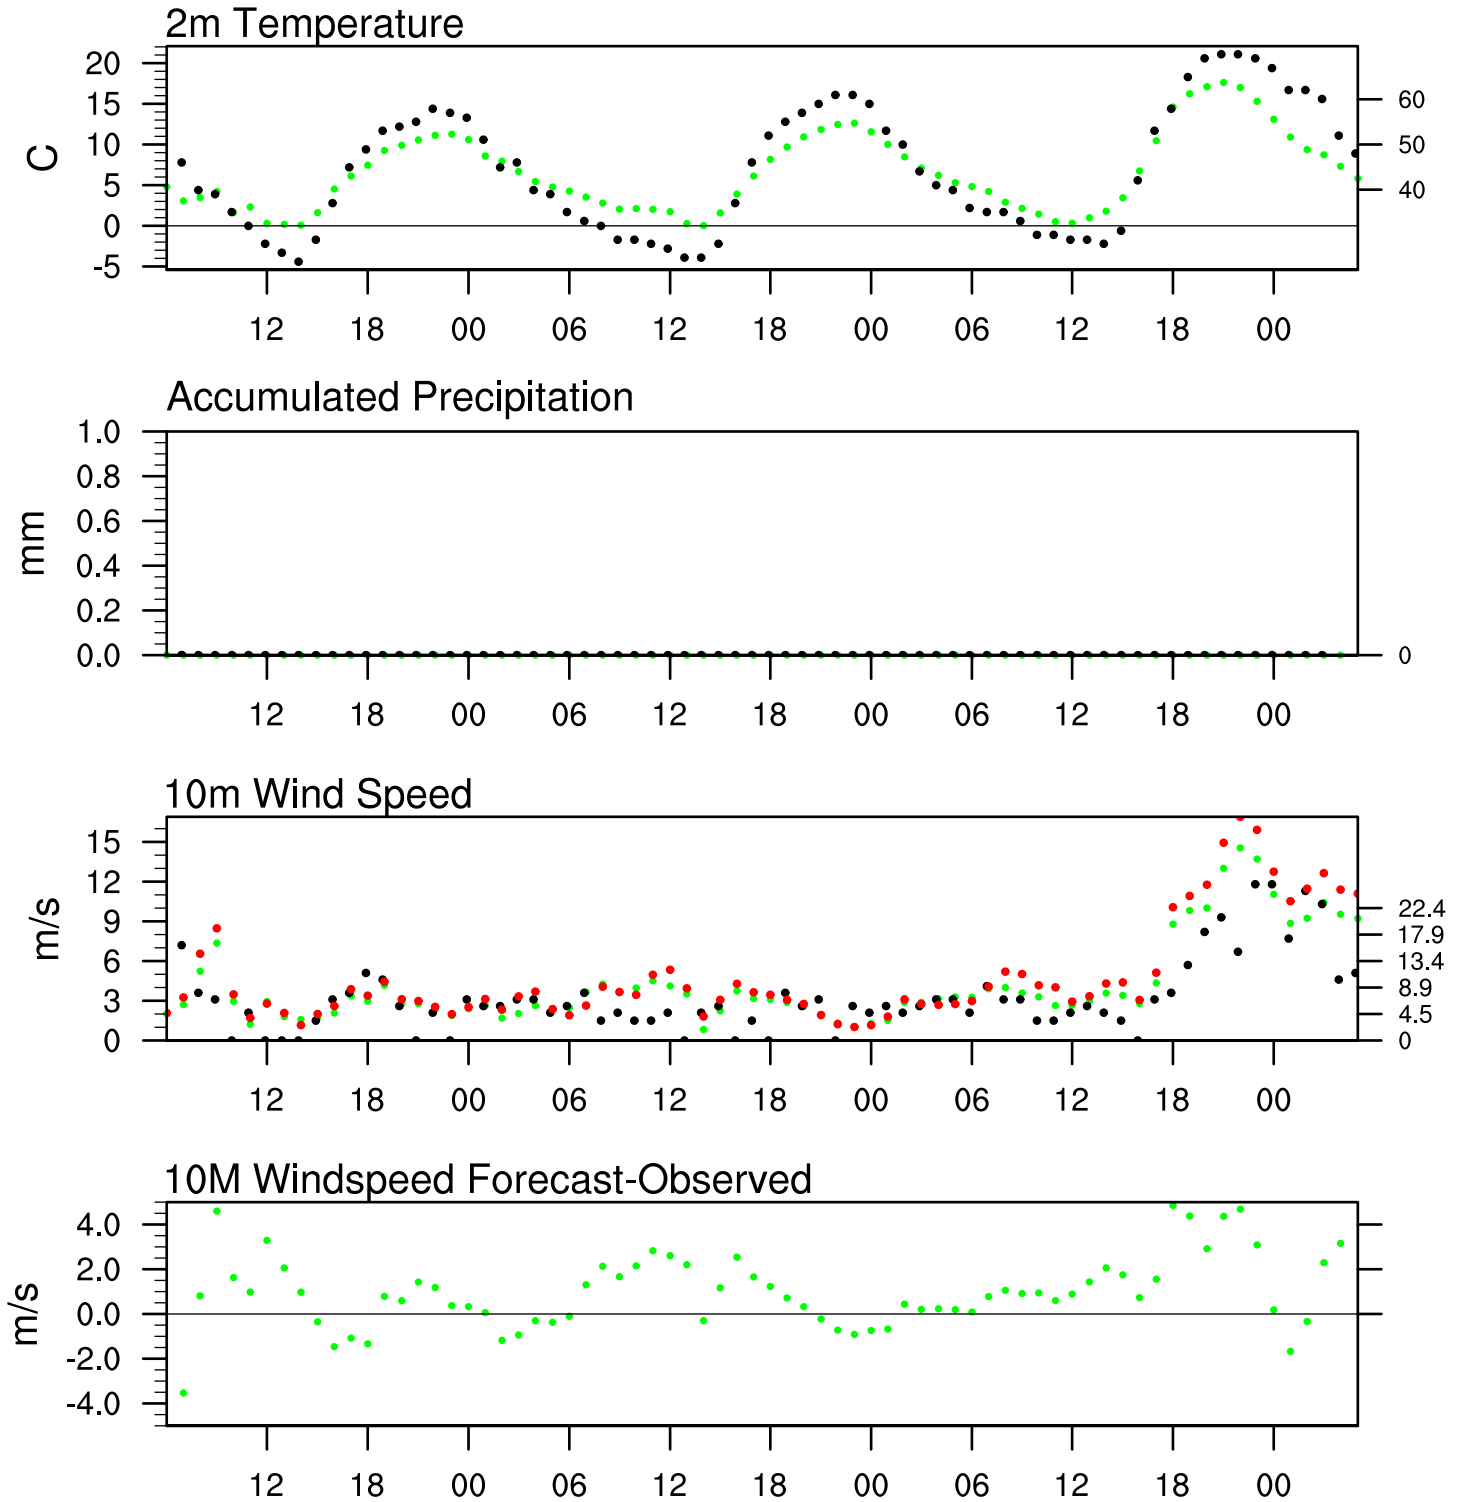 2m Temperature
20
15
10
5
0
-5
C
60
50
40
12 18 00 06 12 18 00 06 12 18 00
Accumulated Precipitation
1.0
0.8
0.6
0.4
0.2
0.0
mm
0
12 18 00 06 12 18 00 06 12 18 00
10m Wind Speed
15
12
9
6
3
0
m/s
22.4
17.9
13.4
8.9
4.5
0
12 18 00 06 12 18 00 06 12 18 00
10M Windspeed Forecast-Observed
4.0
2.0
0.0
-2.0
-4.0
m/s
12 18 00 06 12 18 00 06 12 18 00